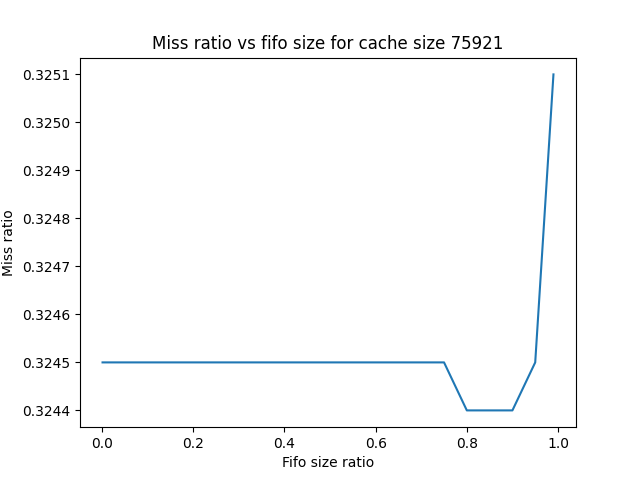 Miss ratio vs fifo size for cache size 75921
0.3251
0.3250
0.3249
0.3248
0.3247
0.3246
0.3245
0.3244
Miss ratio
0.0 0.2 0.4 0.6 0.8 1.0
Fifo size ratio